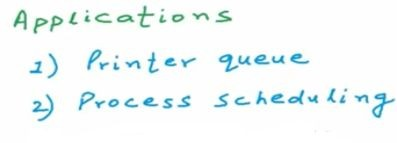 Applications
1) Printer queue
2) Process scheduling